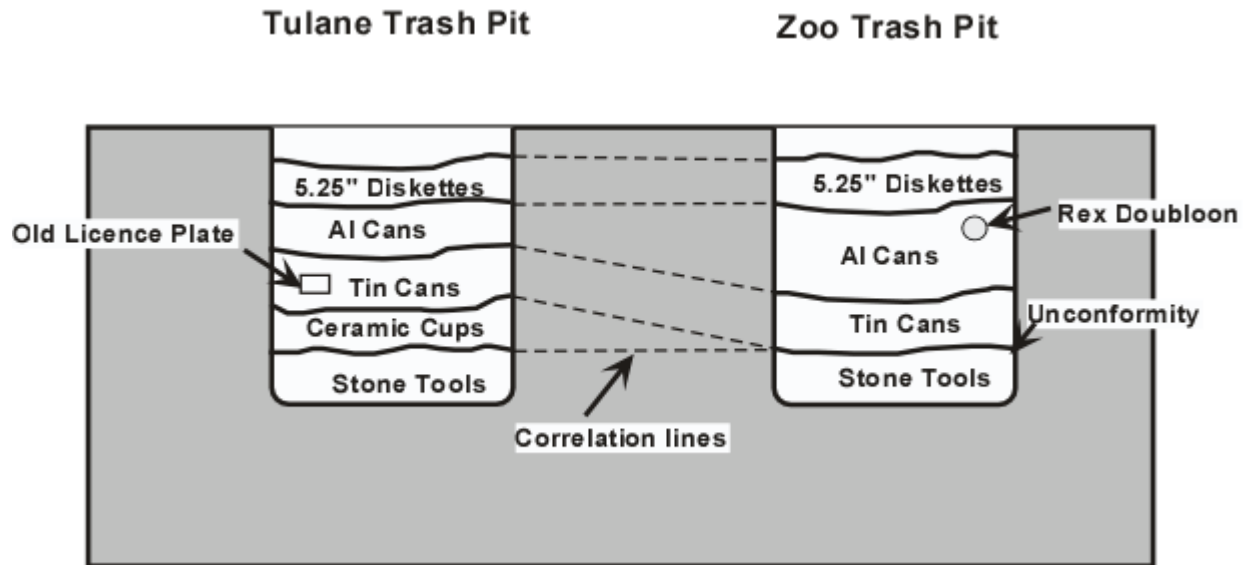 Tulane Trash Pit
Zoo Trash Pit
5.25" Diskettes
5.25" Diskettes
Old Licence Plate
Al Cans
Rex Doubloon
Al Cans
Tin Cans
Ceramic Cups
Tin Cans
Unconformity
Stone Tools
Stone Tools
Correlation lines